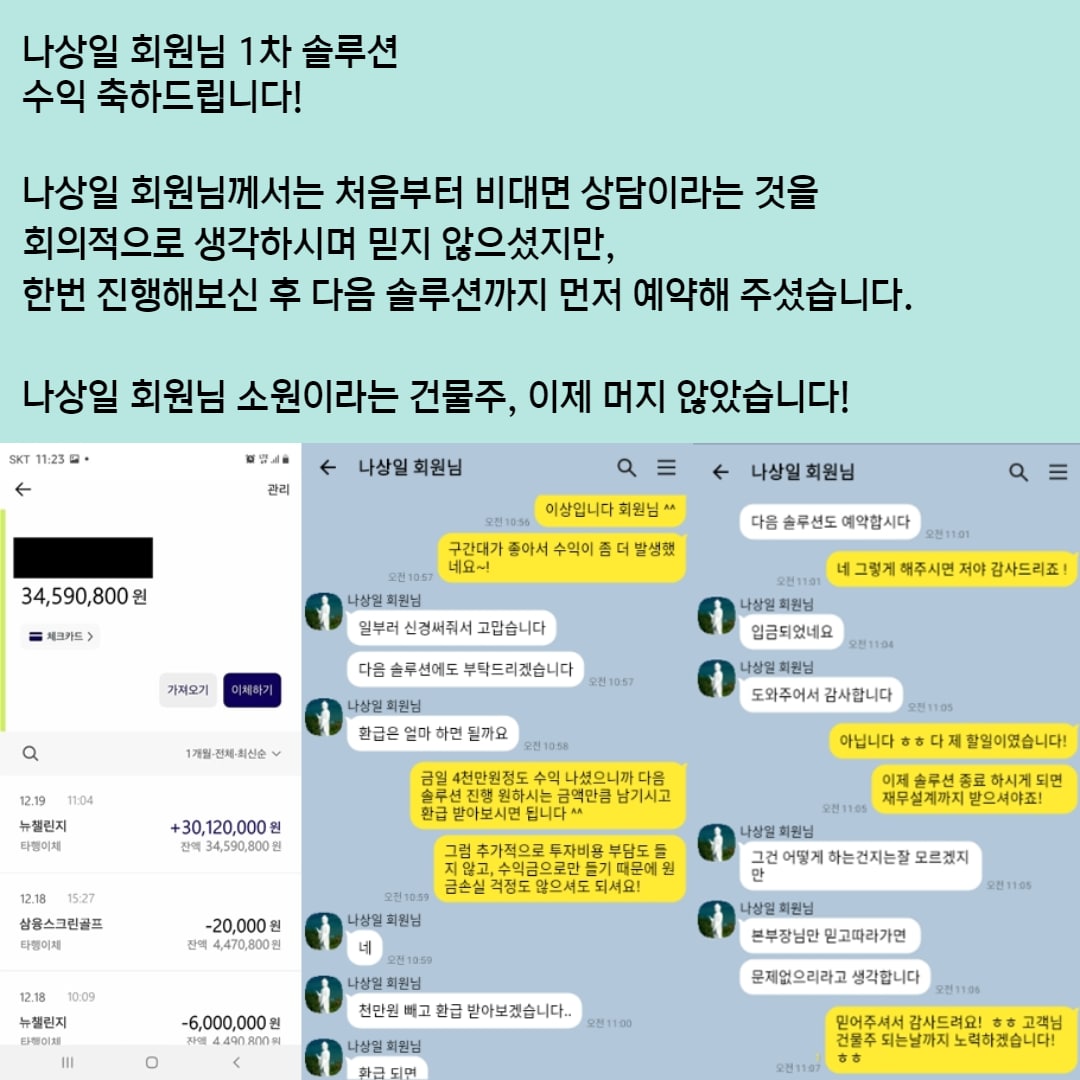 나상일 회원님 1차 솔루션
수익 축하드립니다!
나상일 회원님께서는 처음부터 비대면 상담이라는 것을
회의적으로 생각하시며 믿지 않으셨지만,
한번 진행해보신 후 다음 솔루션까지 먼저 예약해 주셨습니다.
나상일 회원님 소원이라는 건물주, 이제 머지 않았습니다!
SKT 11:23
관리
34,590,800 원
체크카드
가져오기
이체하기
1개월·전체·최신순
12.19 11:04
뉴챌린지
+30,120,000 원
타행이체
잔액 34,590,800 원
12.18 15:27
삼융스크린골프
-20,000 원
타행이체
잔액 4,470,800 원
12.18 10:09
뉴챌린지
-6,000,000 원
타행이체
잔액 4,490,800 원
나상일 회원님
이상입니다 회원님 ^^
오전 10:56
구간대가 좋아서 수익이 좀 더 발생했
네요~!
오전 10:57
나상일 회원님
일부러 신경써줘서 고맙습니다
다음 솔루션에도 부탁드리겠습니다
오전 10:57
나상일 회원님
환급은 얼마 하면 될까요
오전 10:58
금일 4천만원정도 수익 나셨으니까 다음
솔루션 진행 원하시는 금액만큼 남기시고
환급 받아보시면 됩니다 ^^
그럼 추가적으로 투자비용 부담도 들
지 않고, 수익금으로만 들기 때문에 원
금손실 걱정도 않으셔도 되셔요!
오전 10:59
나상일 회원님
네
오전 10:59
나상일 회원님
천만원 빼고 환급 받아보겠습니다..
오전 11:00
나상일 회원님
환급 되면
나상일 회원님
다음 솔루션도 예약합시다
오전 11:01
네 그렇게 해주시면 저야 감사드리죠 !
오전 11:01
나상일 회원님
입금되었네요
오전 11:04
나상일 회원님
도와주어서 감사합니다
오전 11:05
아닙니다 ㅎㅎ 다 제 할일이였습니다!
이제 솔루션 종료 하시게 되면
재무설계까지 받으셔야죠!
오전 11:05
나상일 회원님
그건 어떻게 하는건지는잘 모르겠지
만
오전 11:05
나상일 회원님
본부장님만 믿고따라가면
문제없으리라고 생각합니다
오전 11:06
믿어주셔서 감사드려요! ㅎㅎ 고객님
건물주 되는날까지 노력하겠습니다!
ㅎㅎ
오전 11:07